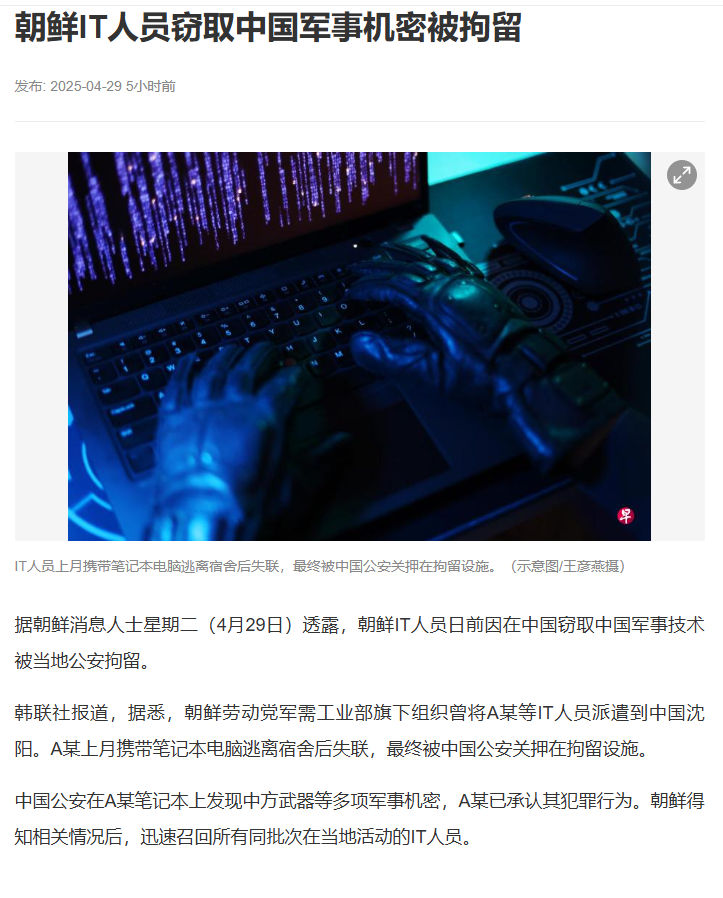 朝鲜IT人员窃取中国军事机密被拘留
发布: 2025-04-29 5小时前
早
IT人员上月携带笔记本电脑逃离宿舍后失联，最终被中国公安关押在拘留设施。（示意图/王彦燕摄）
据朝鲜消息人士星期二（4月29日）透露，朝鲜IT人员日前因在中国窃取中国军事技术
被当地公安拘留。
韩联社报道，据悉，朝鲜劳动党军需工业部旗下组织曾将A某等IT人员派遣到中国沈
阳。A某上月携带笔记本电脑逃离宿舍后失联，最终被中国公安关押在拘留设施。
中国公安在A某笔记本上发现中方武器等多项军事机密，A某已承认其犯罪行为。朝鲜得
知相关情况后，迅速召回所有同批次在当地活动的IT人员。